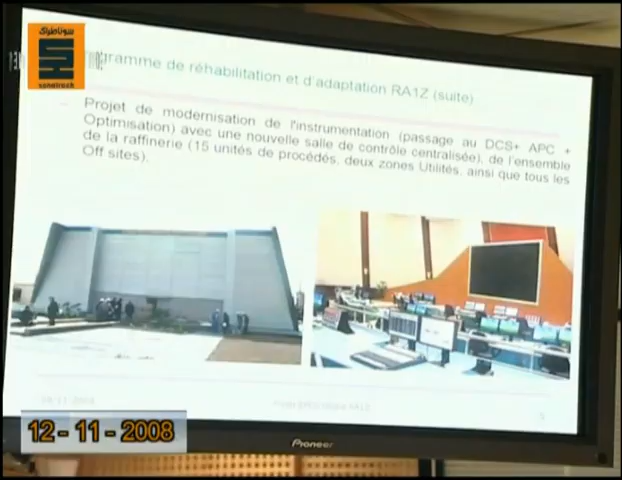 سوناطراك
sonatrach
ramme de réhabilitation et d'adaptation RA1Z (suite)
Projet de modernisation de l'instrumentation (passage au DCS+ APC +
Optimisation) avec une nouvelle salle de contrôle centralisée), de l'ensemble
de la raffinerie (15 unités de procédés, deux zones Utilités, ainsi que tous les
Off sites).
12 - 11 - 2008
Pioneer